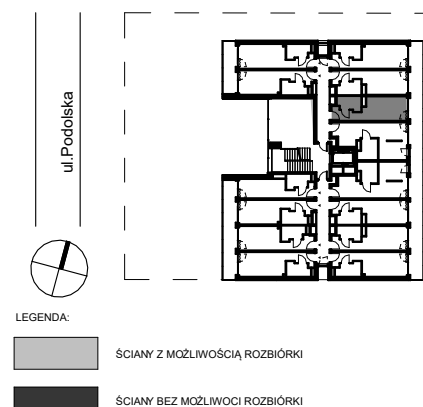 ul.Podolska
LEGENDA:
ŚCIANY Z MOŻLIWOŚCIĄ ROZBIÓRKI
ŚCIANY BEZ MOŻLIWOCI ROZBIÓRKI